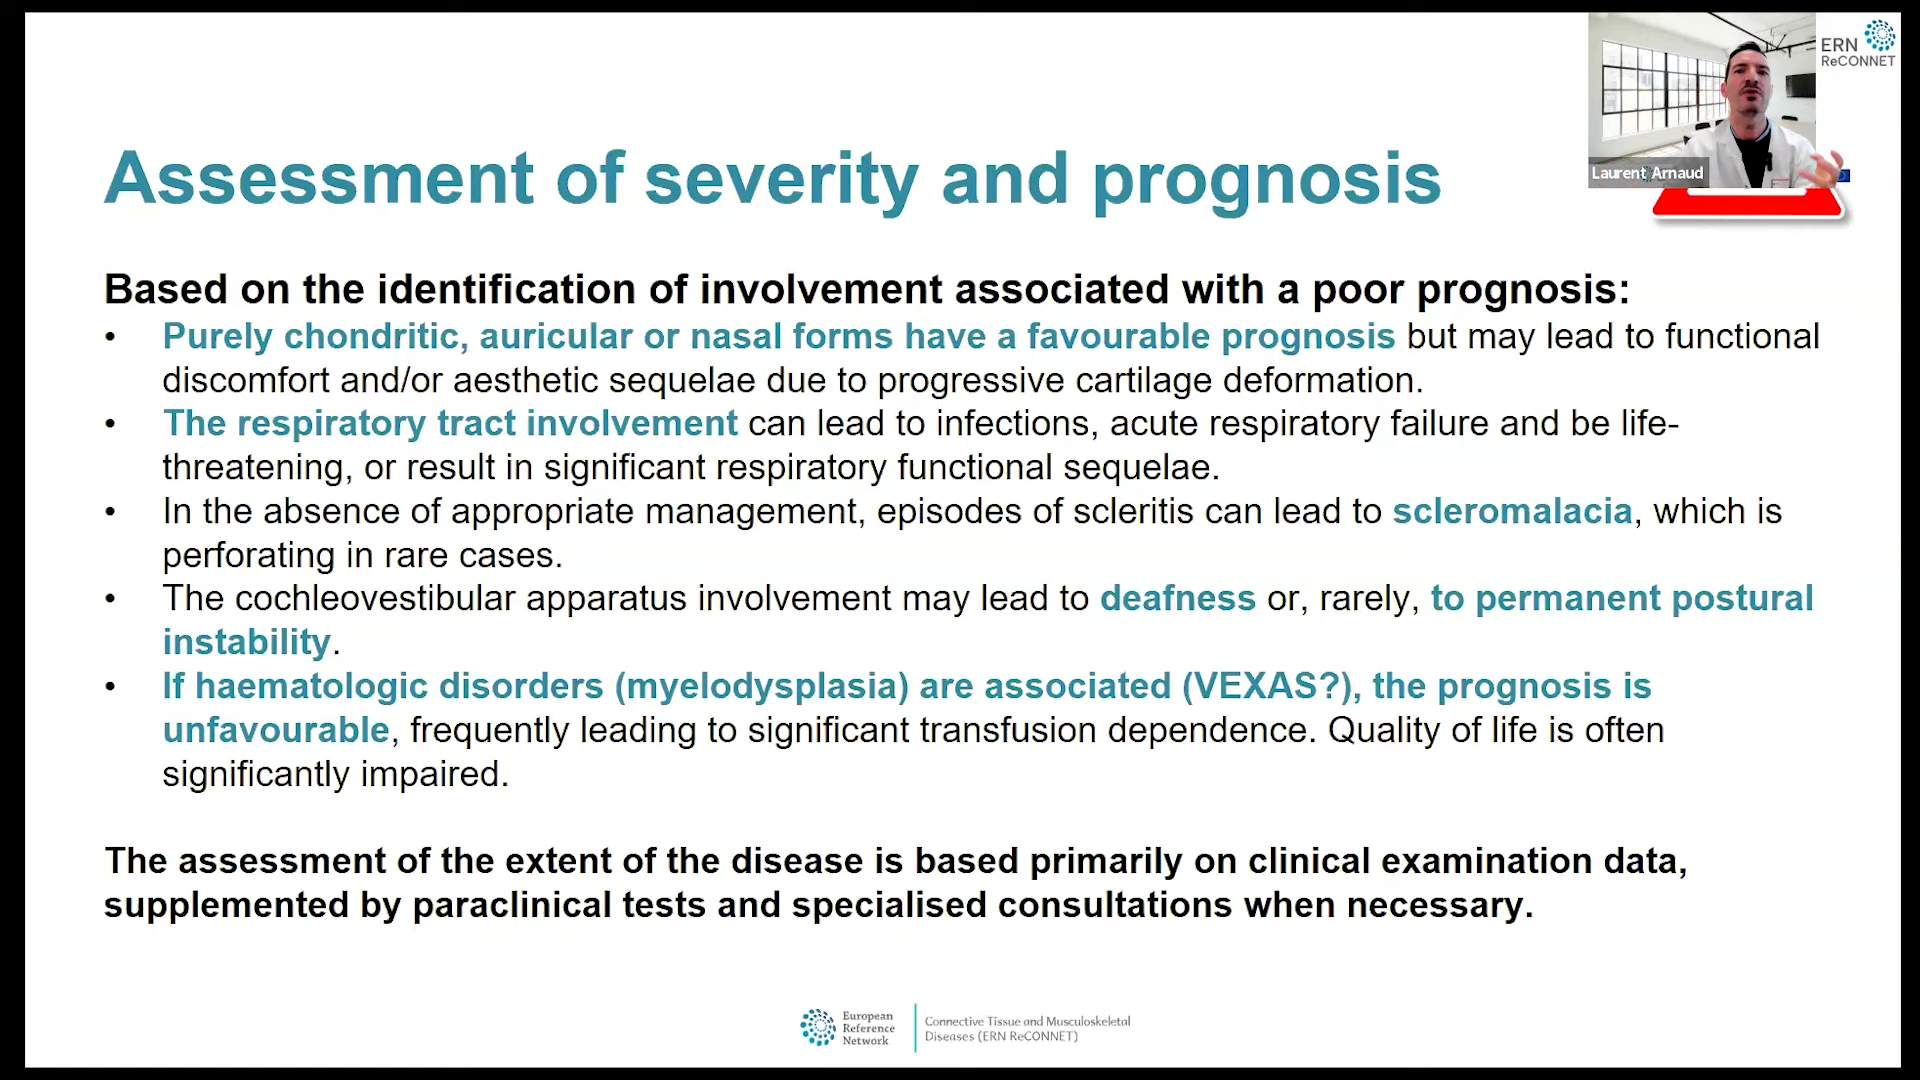 ERN
ReCONNET
Laurent Arnaud
Assessment of severity and prognosis
Based on the identification of involvement associated with a poor prognosis:
• Purely chondritic, auricular or nasal forms have a favourable prognosis but may lead to functional
discomfort and/or aesthetic sequelae due to progressive cartilage deformation.
• The respiratory tract involvement can lead to infections, acute respiratory failure and be life-
threatening, or result in significant respiratory functional sequelae.
• In the absence of appropriate management, episodes of scleritis can lead to scleromalacia, which is
perforating in rare cases.
• The cochleovestibular apparatus involvement may lead to deafness or, rarely, to permanent postural
instability.
• If haematologic disorders (myelodysplasia) are associated (VEXAS?), the prognosis is
unfavourable, frequently leading to significant transfusion dependence. Quality of life is often
significantly impaired.
The assessment of the extent of the disease is based primarily on clinical examination data,
supplemented by paraclinical tests and specialised consultations when necessary.
European
Reference
Network
Connective Tissue and Musculoskeletal
Diseases (ERN ReCONNET)